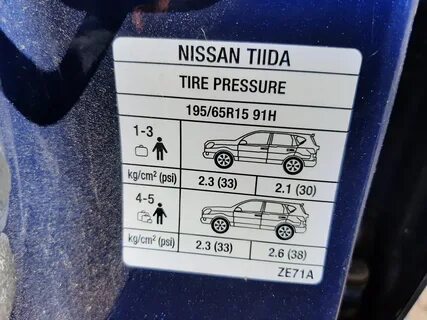 NISSAN TIIDA
TIRE PRESSURE
195/65R15 91H
1-3
kg/cm² (psi) 2.3 (33) 2.1 (30)
4-5
kg/cm² (psi) 2.3 (33) 2.6 (38)
ZE71A